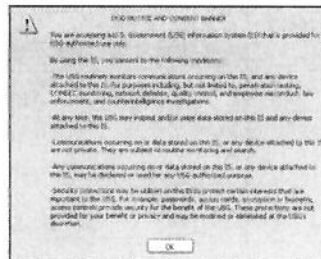 DOD NOTICE AND CONSENT BANNER
You are accessing a U.S. Government (USG) information system (IS) that is provided for
USG-authorized use only.
By using the IS, you consent to the following conditions:
-The USG routinely monitors communications occurring on this IS, and any device
attached to this IS, for purposes including, but not limited to, penetration testing,
COMSEC monitoring, network defense, quality control, and employee misconduct, law
enforcement, and counterintelligence investigations.
-At any time, the USG may inspect and/or seize data stored on this IS and any device
attached to this IS.
-Communications occurring on or data stored on this IS, or any device attached to this IS
are not private. They are subject to routine monitoring and search.
-Any communications occurring on or data stored on this IS, or any device attached to
this IS, may be disclosed or used for any USG-authorized purpose.
-Security protections may be utilized on this IS to protect certain interests that are
important to the USG. For example, passwords, access cards, encryption or biometric
access controls provide security for the benefit of the USG. These protections are not
provided for your benefit or privacy and may be modified or eliminated at the USG's
discretion.
OK